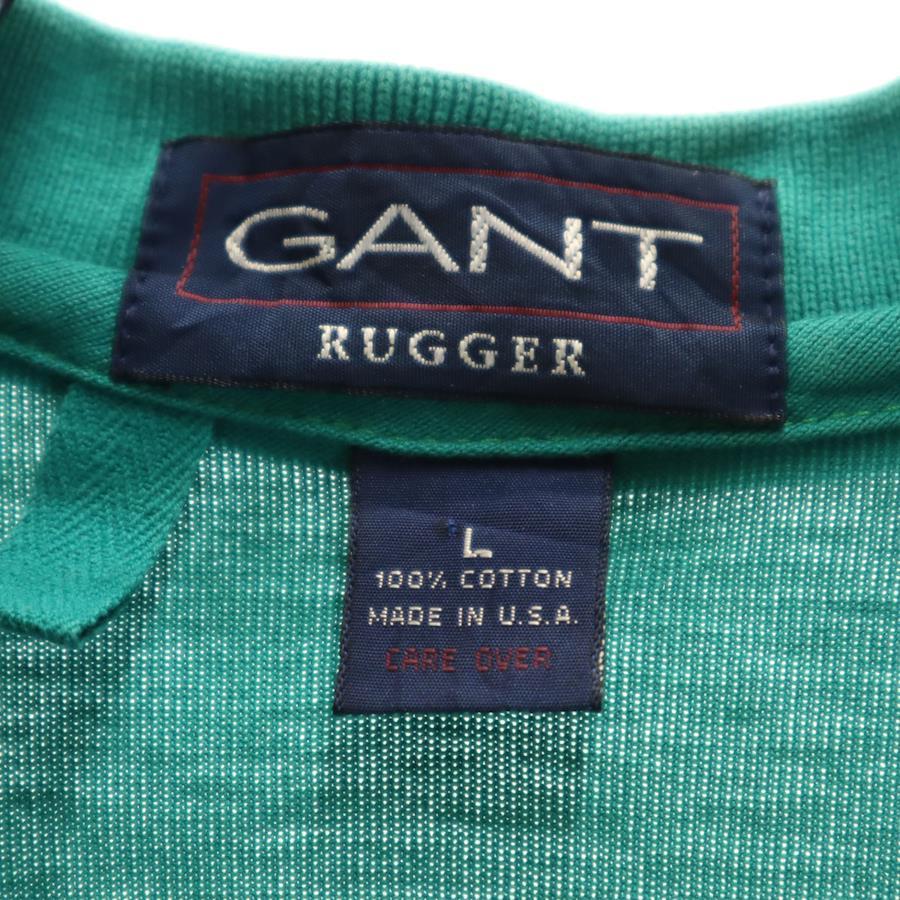 GANT
RUGGER
L
100% COTTON
MADE IN U.S.A.
CARE OVER